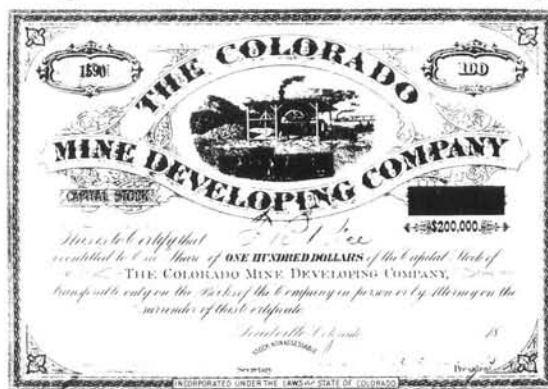 1590 100
THE COLORADO
MINE DEVELOPING COMPANY
CAPITAL STOCK
$200,000.
This is to Certify that
is entitled to One Share of ONE HUNDRED DOLLARS of the Capital Stock of
THE COLORADO MINE DEVELOPING COMPANY,
transferable only on the Books of the Company in person or by Attorney on the
surrender of this Certificate
Leadville Colorado 18
STOCK NON ASSESSABLE
Secretary President
INCORPORATED UNDER THE LAWS OF STATE OF COLORADO